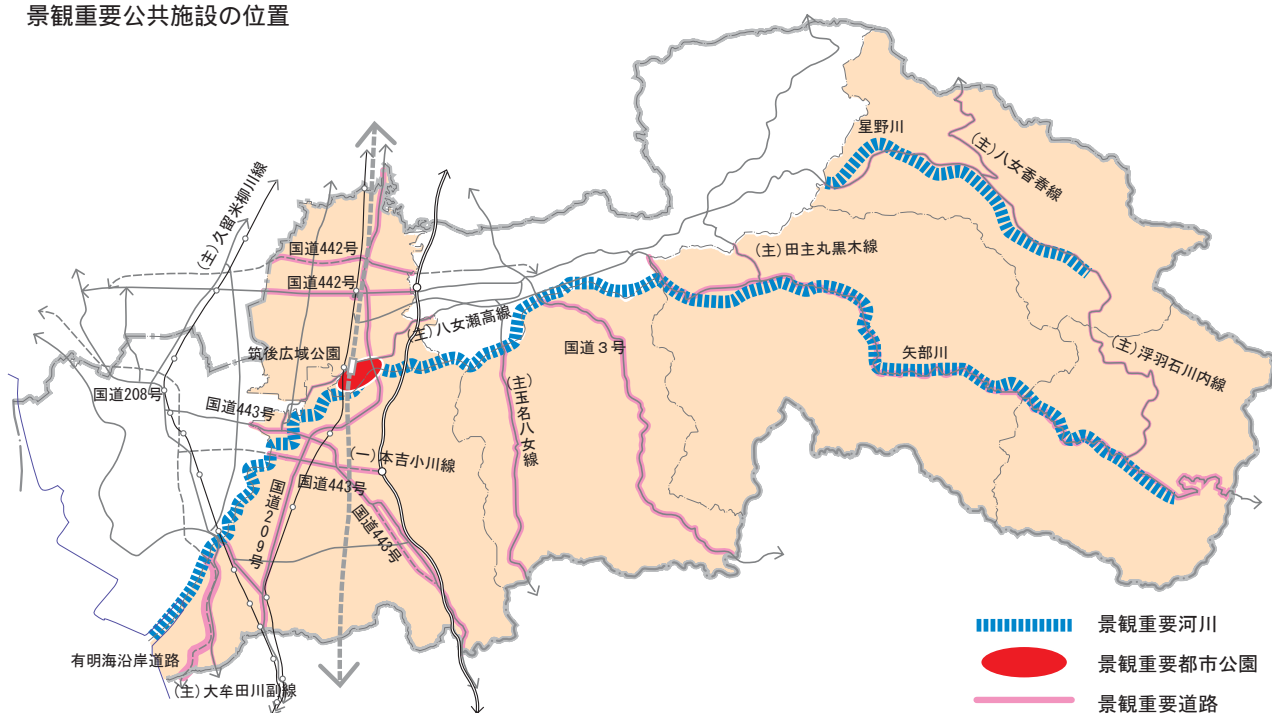 景観重要公共施設の位置
星野川
(主)八女香春線
(主)久留米柳川線
国道442号
(主)田主丸黒木線
国道442号
(主)八女瀬高線
国道3号
筑後広域公園
矢部川
(主)浮羽石川内線
国道208号
国道443号
(主)玉名八女線
(一)本吉小川線
国道443号
国道209号
国道443号
有明海沿岸道路
(主)大牟田川副線
景観重要河川
景観重要都市公園
景観重要道路